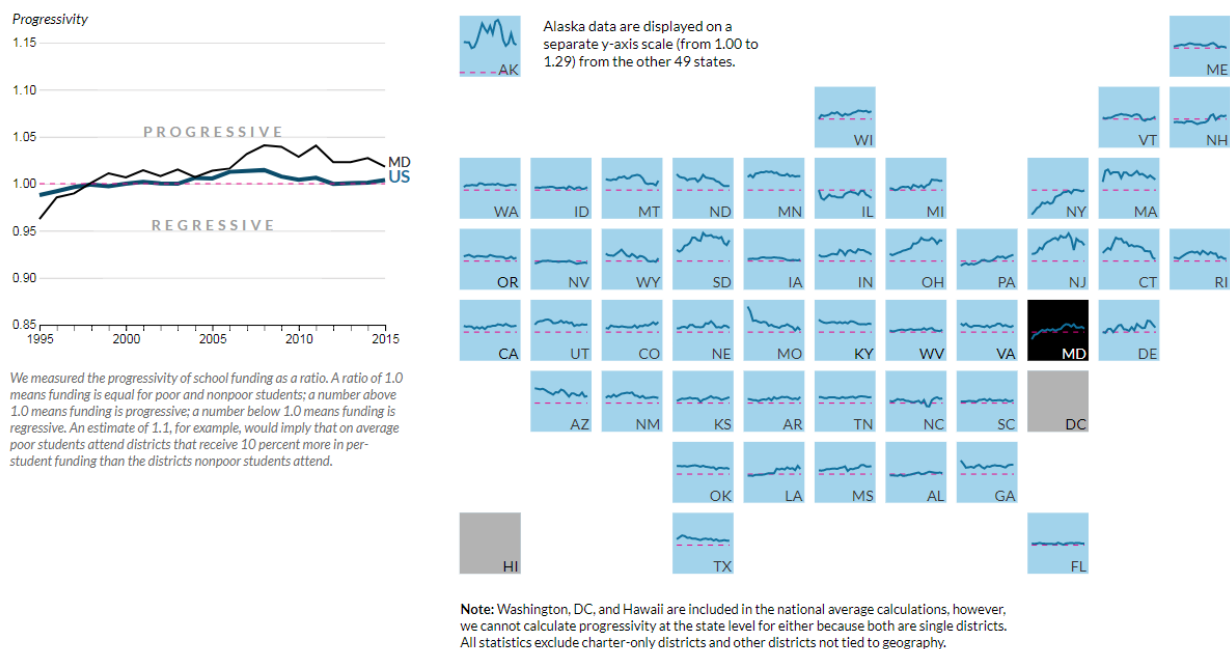 Progressivity
1.15
1.10
1.05
1.00
0.95
0.90
0.85
PROGRESSIVE
REGRESSIVE
MD
US
1995
2000
2005
2010
2015
We measured the progressivity of school funding as a ratio. A ratio of 1.0
means funding is equal for poor and nonpoor students; a number above
1.0 means funding is progressive; a number below 1.0 means funding is
regressive. An estimate of 1.1, for example, would imply that on average
poor students attend districts that receive 10 percent more in per-
student funding than the districts nonpoor students attend.
Alaska data are displayed on a
separate y-axis scale (from 1.00 to
1.29) from the other 49 states.
AK
ME
WI
VT
NH
WA
ID
MT
ND
MN
IL
MI
NY
MA
OR
NV
WY
SD
IA
IN
OH
PA
NJ
CT
RI
CA
UT
CO
NE
MO
KY
WV
VA
MD
DE
AZ
NM
KS
AR
TN
NC
SC
DC
OK
LA
MS
AL
GA
HI
TX
FL
Note: Washington, DC, and Hawaii are included in the national average calculations, however,
we cannot calculate progressivity at the state level for either because both are single districts.
All statistics exclude charter-only districts and other districts not tied to geography.